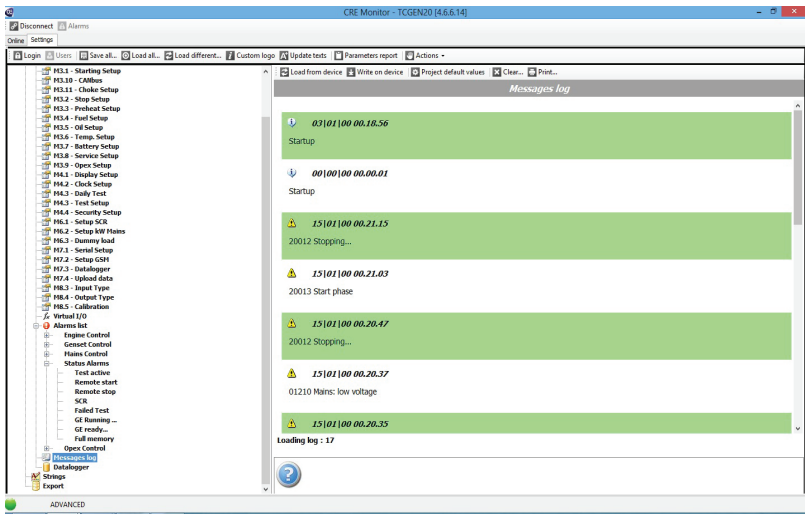 CRE Monitor - TCGEN20 [4.6.6.14]
Disconnect Alarms
Online Settings
Login Users Save all... Load all... Load different... Custom logo Update texts Parameters report Actions
M3.1 - Starting Setup
M3.10 - CANbus
M3.11 - Choke Setup
M3.2 - Stop Setup
M3.3 - Preheat Setup
M3.4 - Fuel Setup
M3.5 - Oil Setup
M3.6 - Temp. Setup
M3.7 - Battery Setup
M3.8 - Service Setup
M3.9 - Opex Setup
M4.1 - Display Setup
M4.2 - Clock Setup
M4.3 - Daily Test
M4.3 - Test Setup
M4.4 - Security Setup
M6.1 - Setup SCR
M6.2 - Setup kW Mains
M6.3 - Dummy load
M7.1 - Serial Setup
M7.2 - Setup GSM
M7.3 - Datalogger
M7.4 - Upload data
M8.3 - Input Type
M8.4 - Output Type
M8.5 - Calibration
fx Virtual I/O
Alarms list
Engine Control
Genset Control
Mains Control
Status Alarms
Test active
Remote start
Remote stop
SCR
Failed Test
GE Running ...
GE ready...
Full memory
Opex Control
Messages log
Datalogger
Strings
Export
Load from device Write on device Project default values Clear... Print...
Messages log
03|01|00 00.18.56
Startup
00|00|00 00.00.01
Startup
15|01|00 00.21.15
20012 Stopping...
15|01|00 00.21.03
20013 Start phase
15|01|00 00.20.47
20012 Stopping...
15|01|00 00.20.37
01210 Mains: low voltage
15|01|00 00.20.35
Loading log : 17
ADVANCED